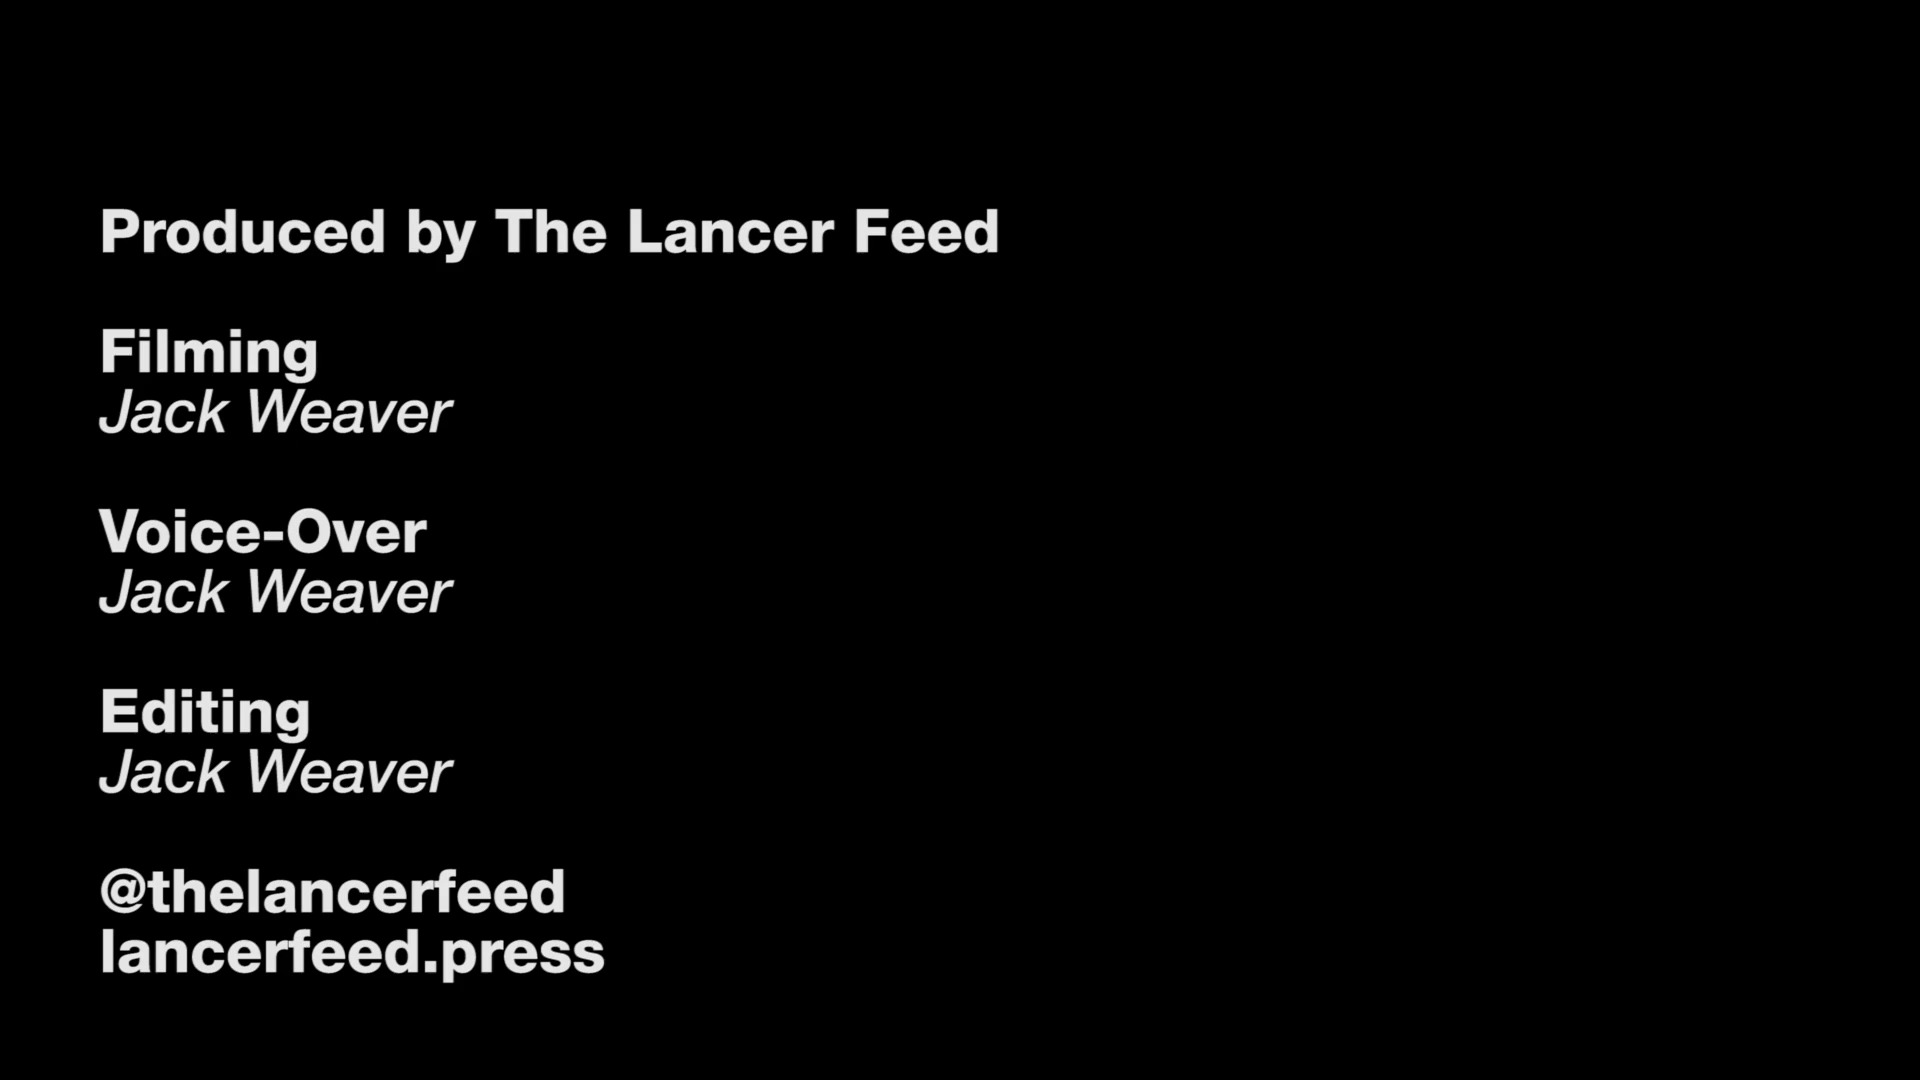 Produced by The Lancer Feed
Filming
Jack Weaver
Voice-Over
Jack Weaver
Editing
Jack Weaver
@thelancerfeed
lancerfeed.press